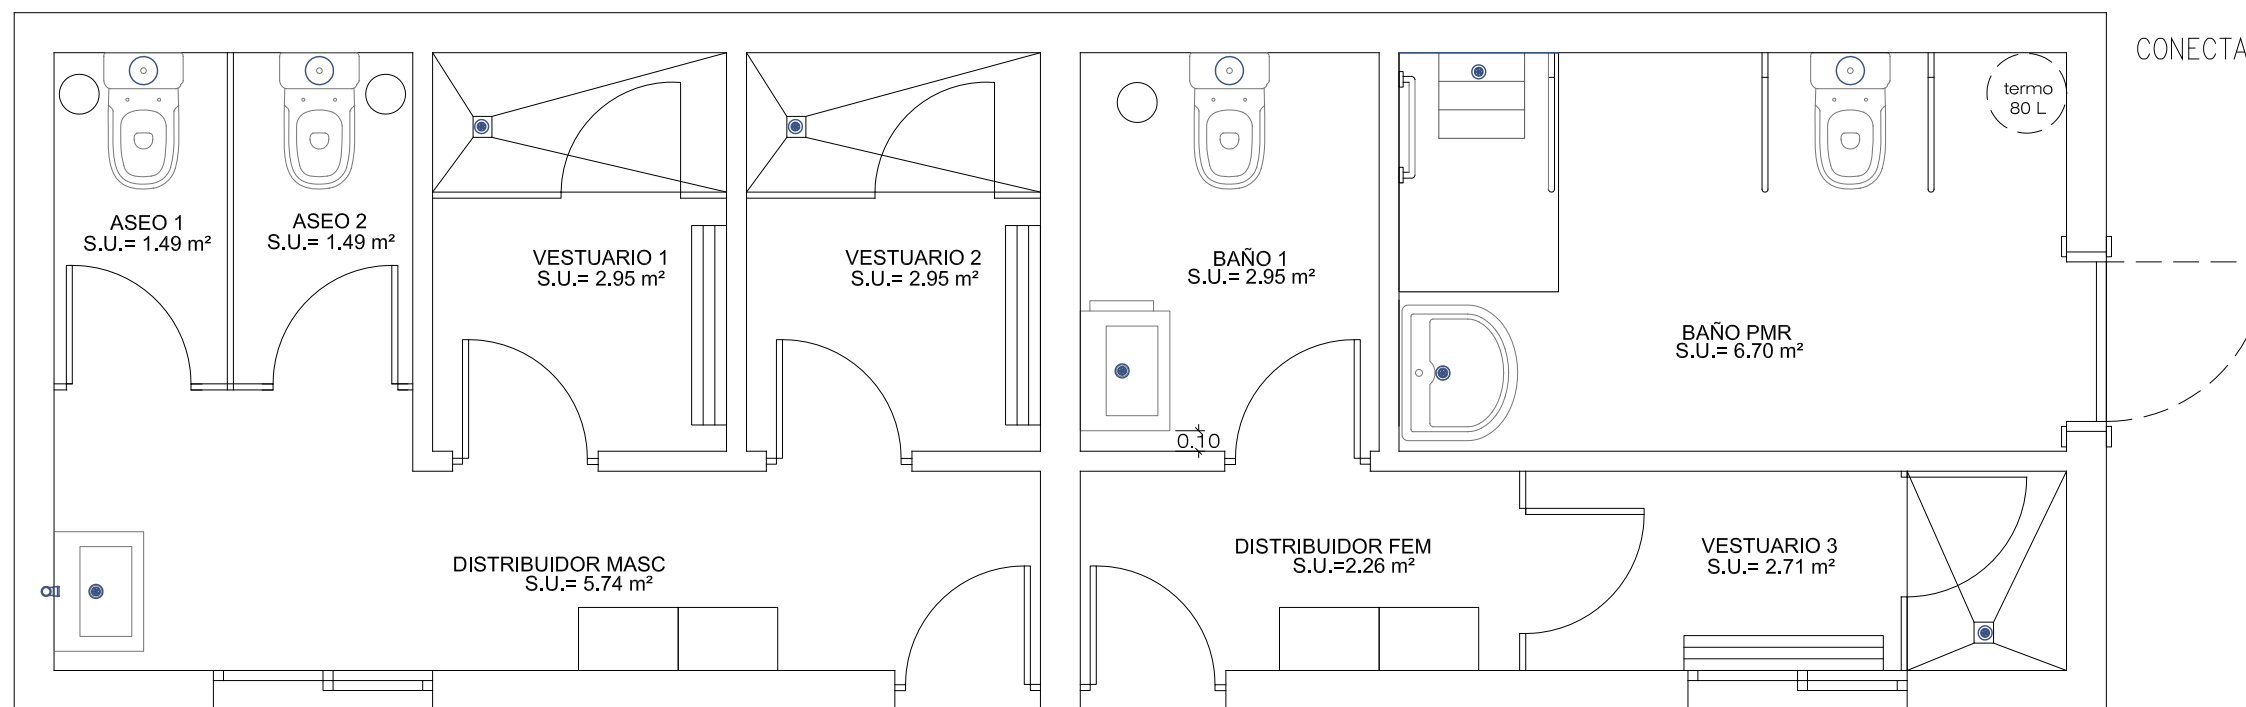 CONECTA
termo
80 L
ASEO 1
S.U.= 1.49 m²
ASEO 2
S.U.= 1.49 m²
VESTUARIO 1
S.U.= 2.95 m²
VESTUARIO 2
S.U.= 2.95 m²
BAÑO 1
S.U.= 2.95 m²
BAÑO PMR
S.U.= 6.70 m²
0.10
DISTRIBUIDOR MASC
S.U.= 5.74 m²
DISTRIBUIDOR FEM
S.U.=2.26 m²
VESTUARIO 3
S.U.= 2.71 m²